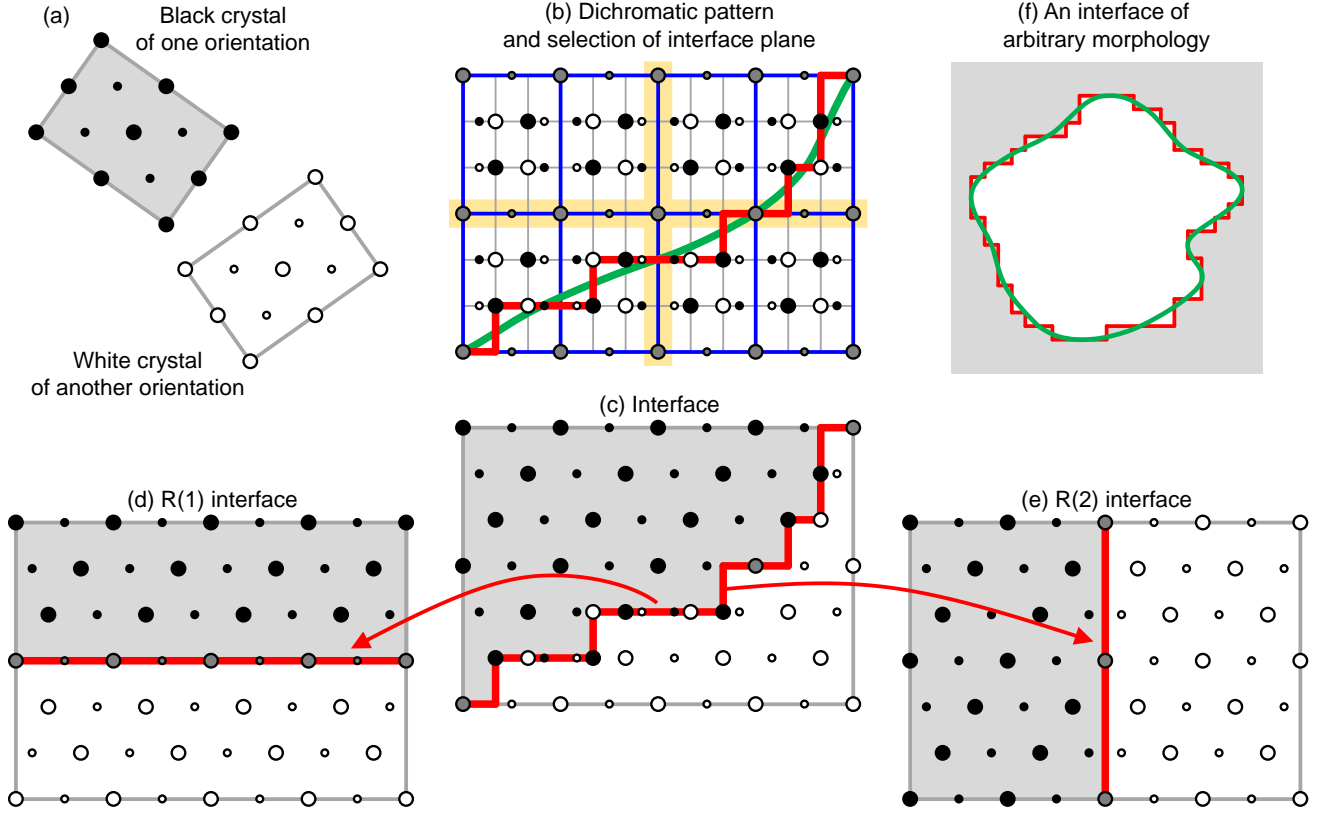 (a)
Black crystal
of one orientation
White crystal
of another orientation
(b) Dichromatic pattern
and selection of interface plane
(f) An interface of
arbitrary morphology
(c) Interface
(d) R(1) interface
(e) R(2) interface